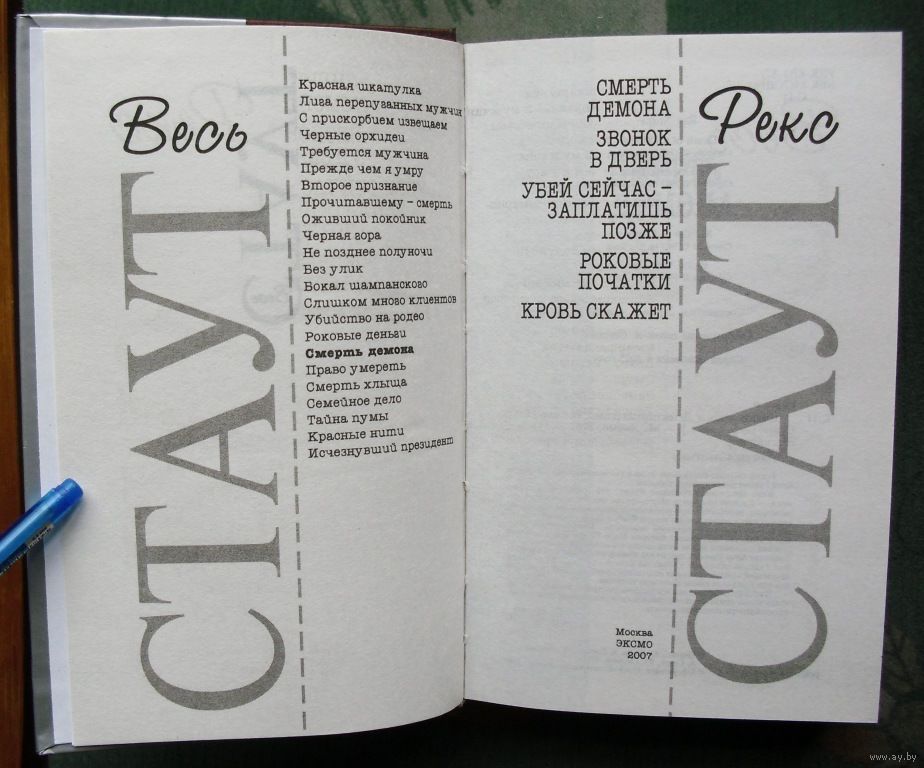 Весь
СТАУТ
Красная шкатулка
Лига перепуганных мужчин
С прискорбием извещаем
Черные орхидеи
Требуется мужчина
Прежде чем я умру
Второе признание
Прочитавшему – смерть
Оживший покойник
Черная гора
Не позднее полуночи
Без улик
Бокал шампанского
Слишком много клиентов
Убийство на родео
Роковые деньги
Смерть демона
Право умереть
Смерть хлыща
Семейное дело
Тайна пумы
Красные нити
Исчезнувший президент
СМЕРТЬ
ДЕМОНА
ЗВОНОК
В ДВЕРЬ
УБЕЙ СЕЙЧАС –
ЗАПЛАТИШЬ
ПОЗЖЕ
РОКОВЫЕ
ПОЧАТКИ
КРОВЬ СКАЖЕТ
Рекс
СТАУТ
Москва
ЭКСМО
2007
www.ay.by